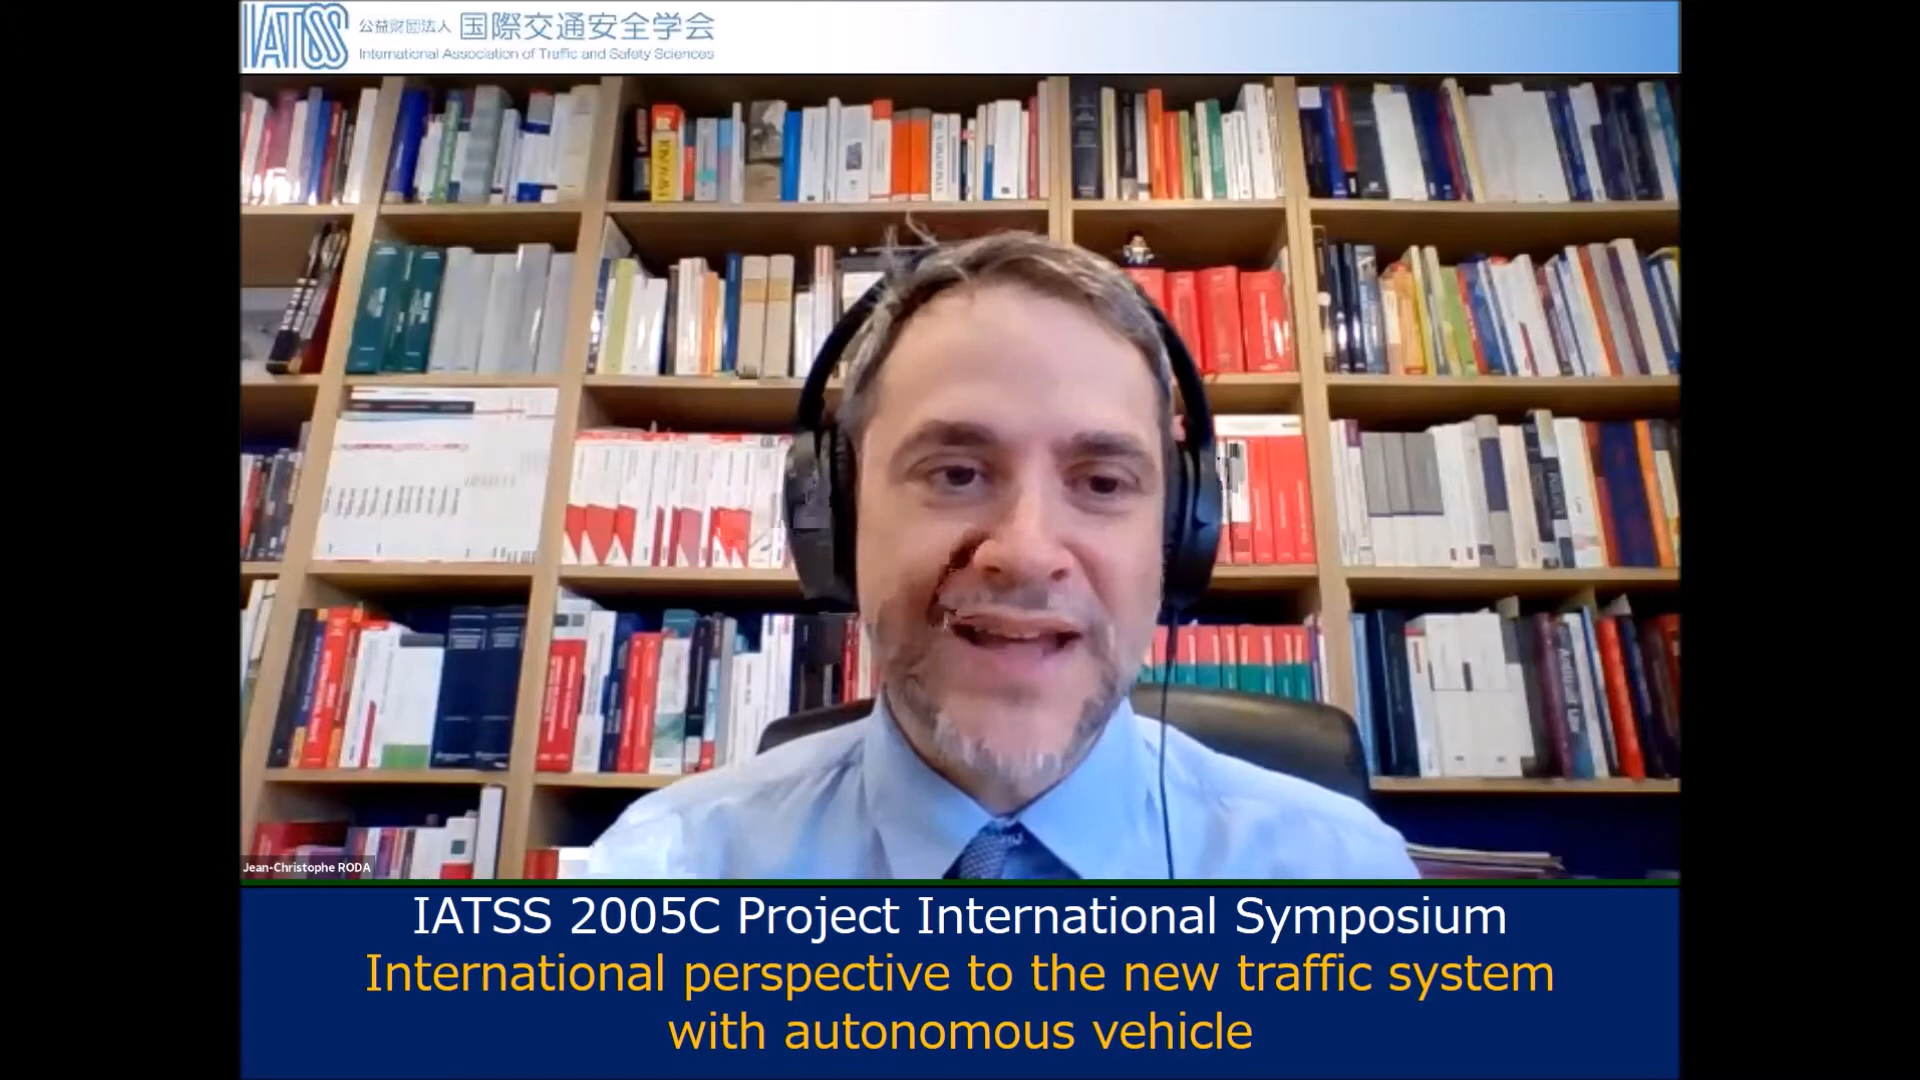 IATSS
公益財団法人 国際交通安全学会
International Association of Traffic and Safety Sciences
Jean-Christophe RODA
IATSS 2005C Project International Symposium
International perspective to the new traffic system
with autonomous vehicle